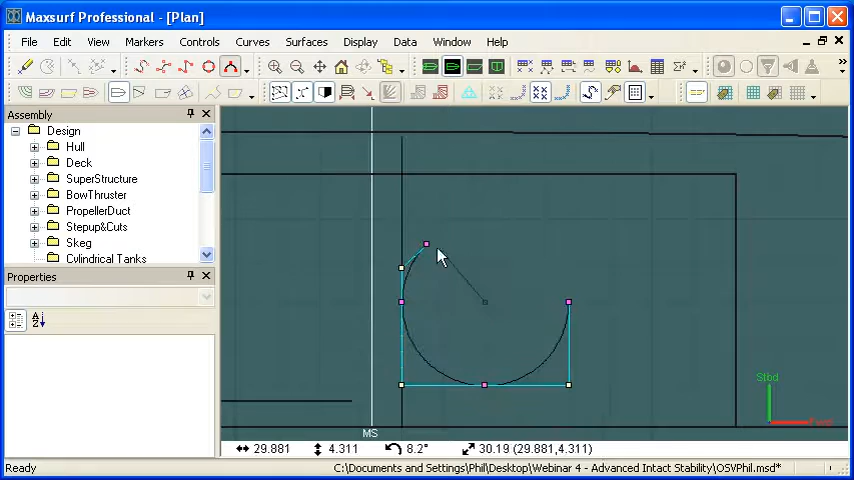 Maxsurf Professional - [Plan]
File Edit View Markers Controls Curves Surfaces Display Data Window Help
Assembly
Design
Hull
Deck
SuperStructure
BowThruster
PropellerDuct
Stepup&Cuts
Skeg
Cylindrical Tanks
Properties
Stbd
MS
29.881 4.311 8.2° 30.19 (29.881,4.311)
Ready C:\Documents and Settings\Phil\Desktop\Webinar 4 - Advanced Intact Stability\OSVPhil.msd*